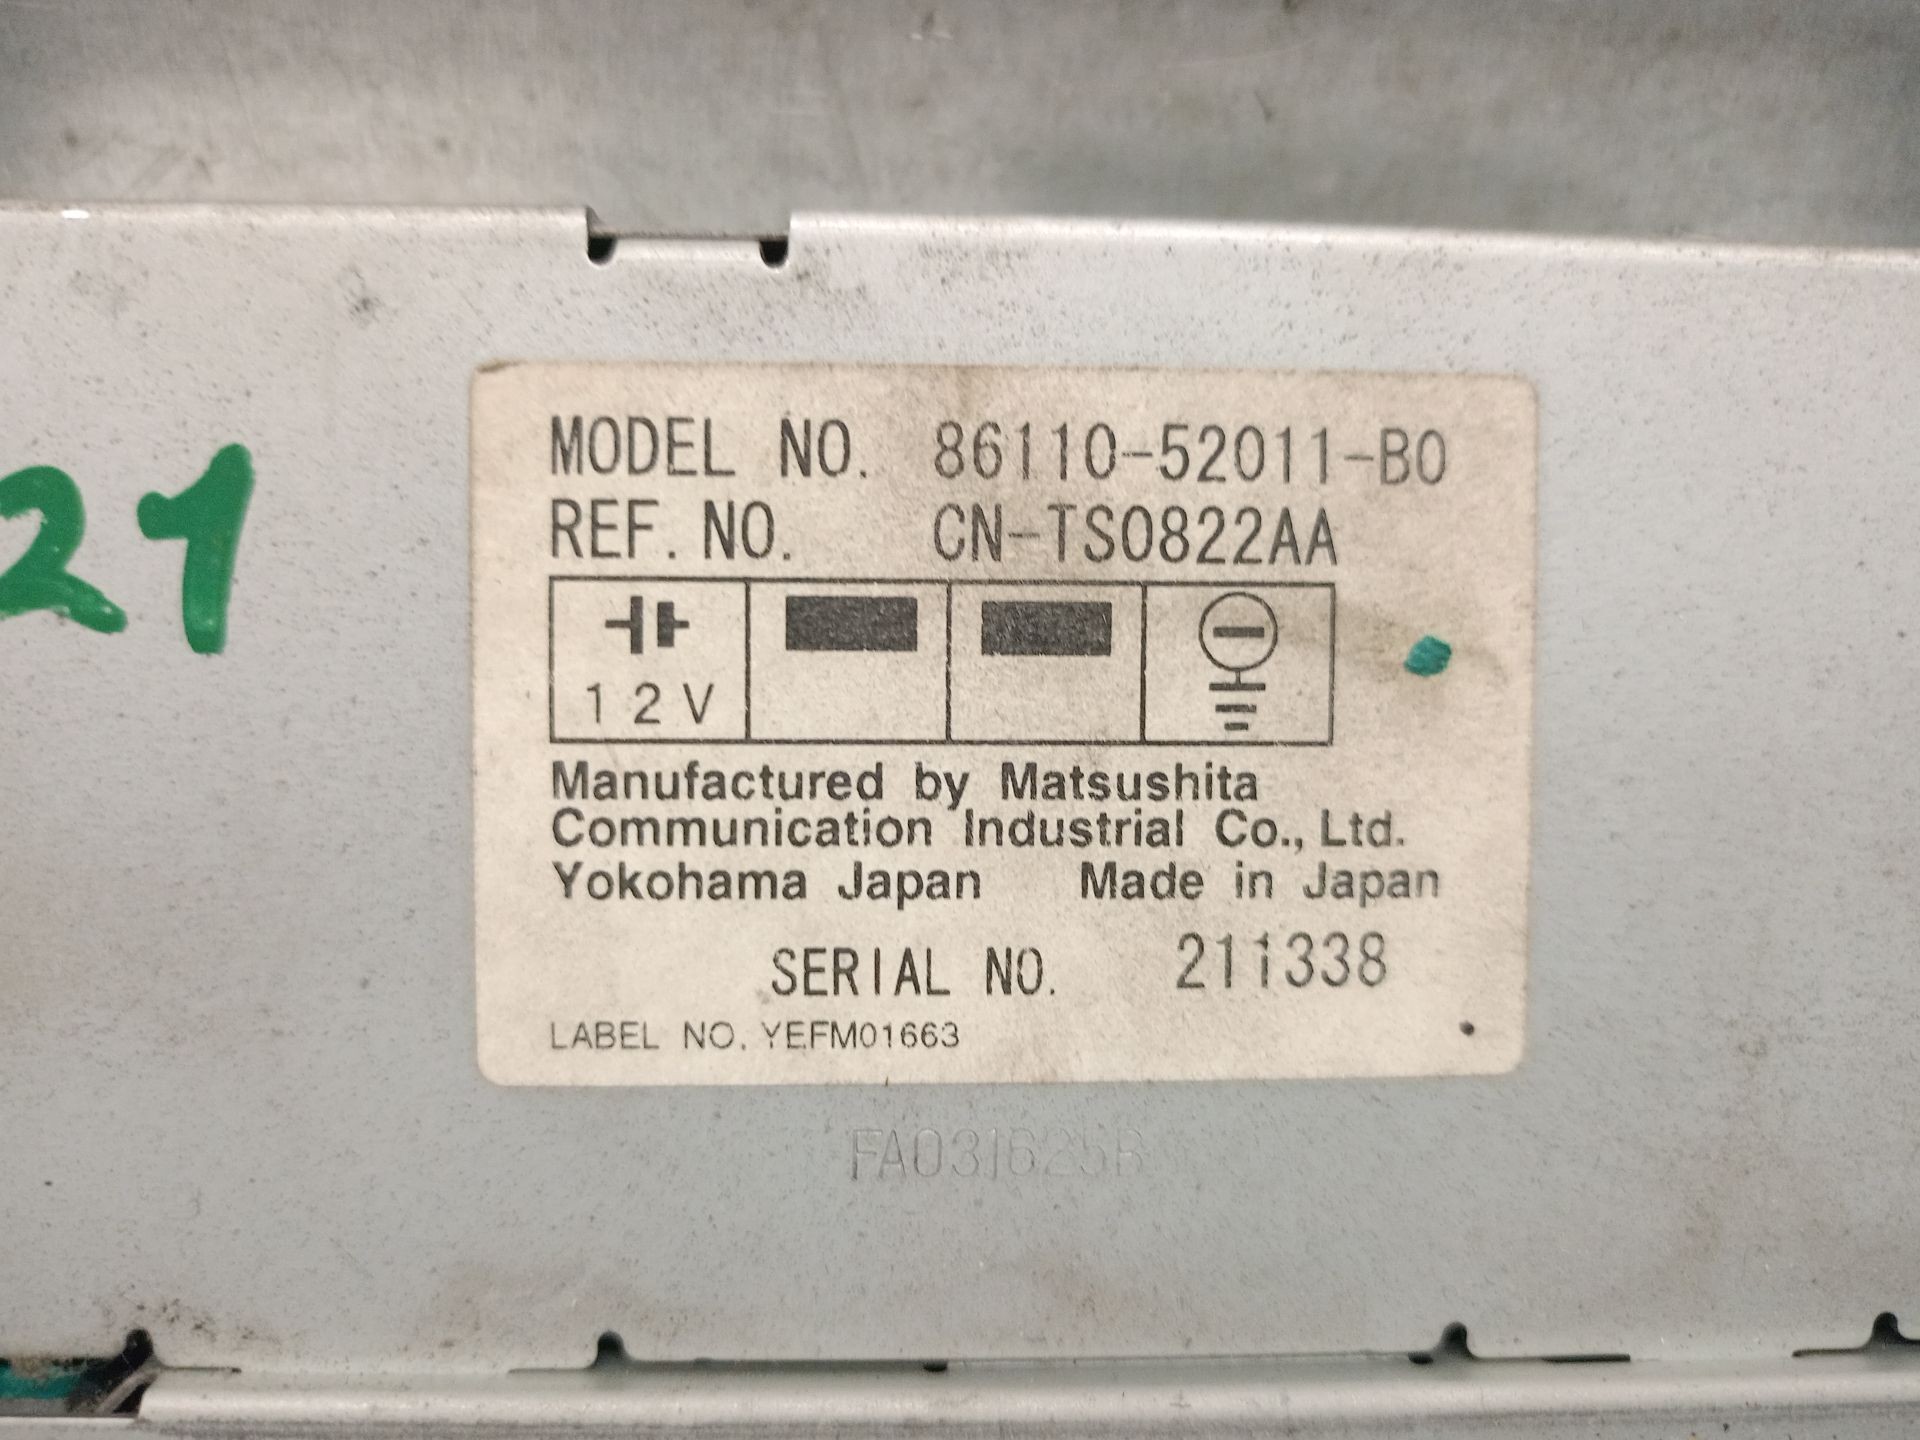 MODEL NO. 86110-52011-B0
REF. NO. CN-TS0822AA
12V
Manufactured by Matsushita
Communication Industrial Co., Ltd.
Yokohama Japan Made in Japan
SERIAL NO. 211338
LABEL NO. YEFM01663
21